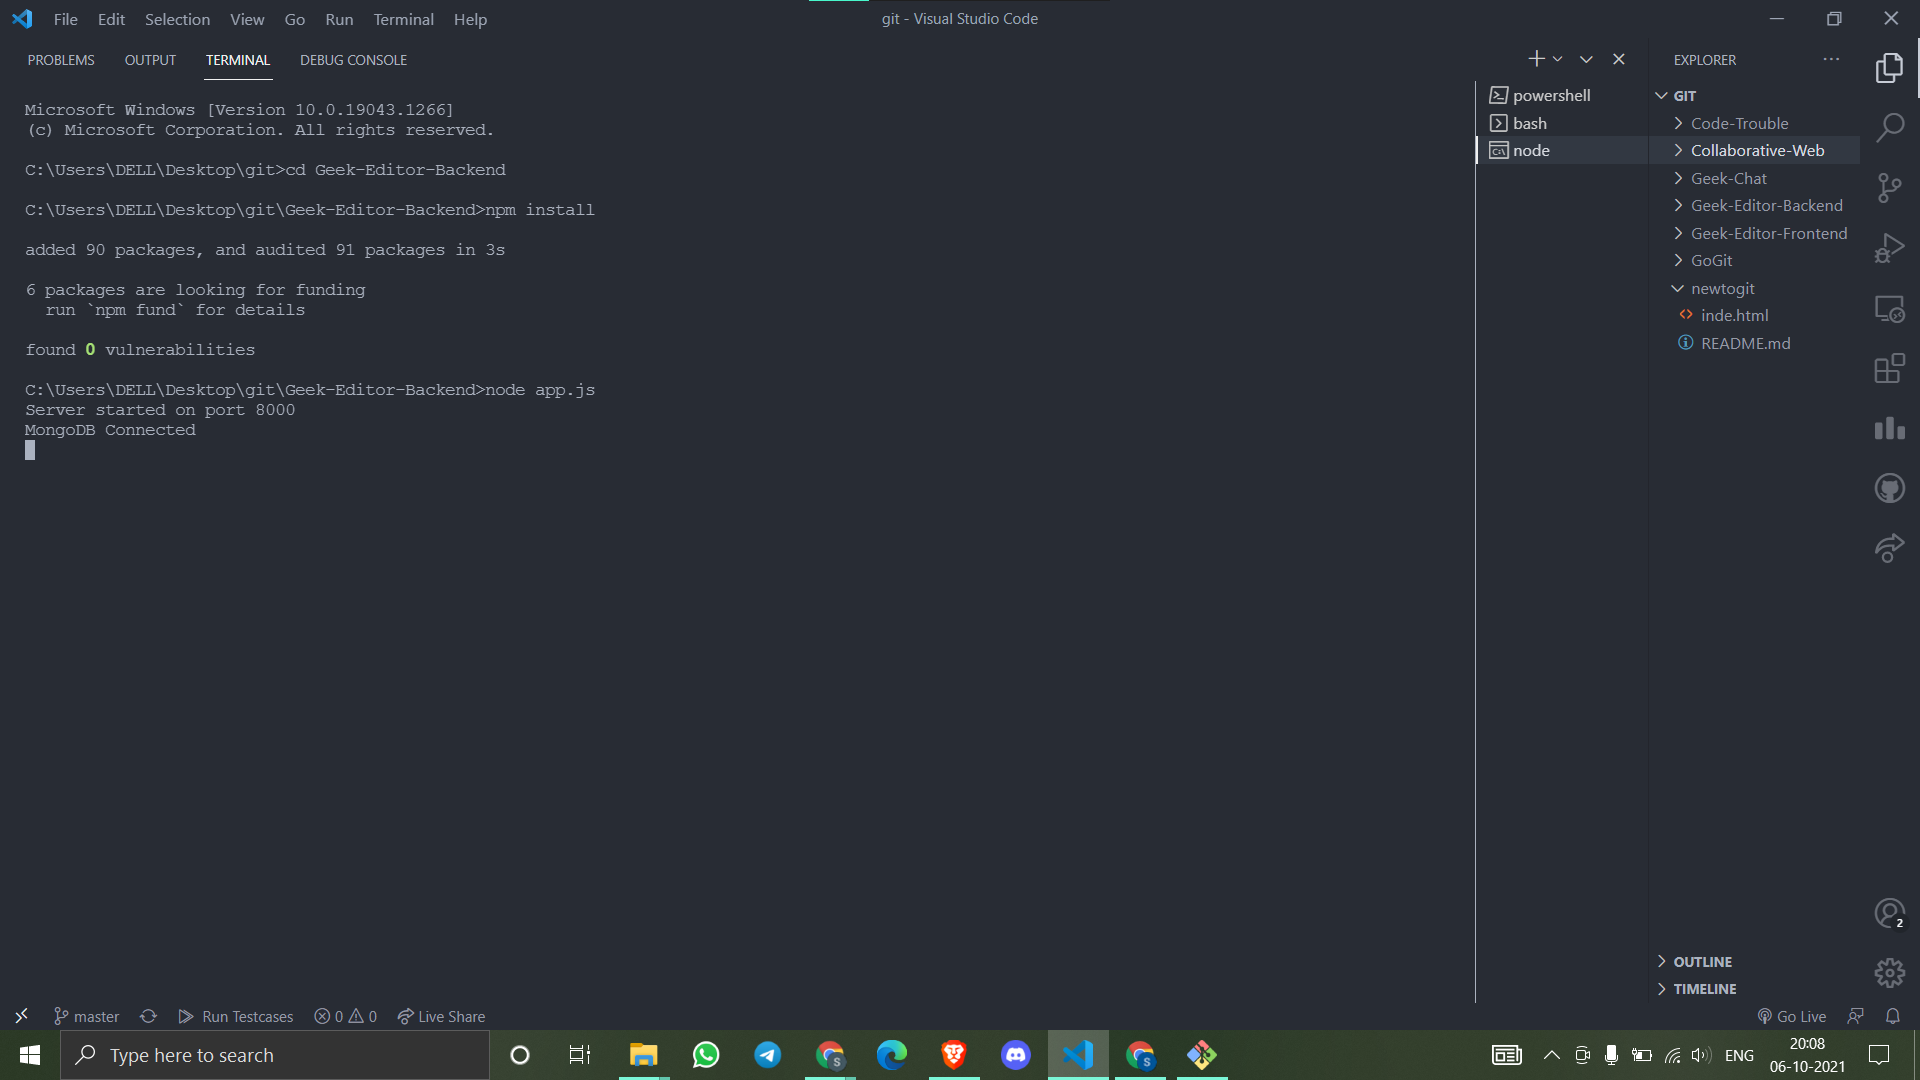 File Edit Selection View Go Run Terminal Help
git - Visual Studio Code
PROBLEMS OUTPUT TERMINAL DEBUG CONSOLE
Microsoft Windows [Version 10.0.19043.1266]
(c) Microsoft Corporation. All rights reserved.
C:\Users\DELL\Desktop\git>cd Geek-Editor-Backend
C:\Users\DELL\Desktop\git\Geek-Editor-Backend>npm install
added 90 packages, and audited 91 packages in 3s
6 packages are looking for funding
run `npm fund` for details
found 0 vulnerabilities
C:\Users\DELL\Desktop\git\Geek-Editor-Backend>node app.js
Server started on port 8000
MongoDB Connected
powershell
bash
node
EXPLORER
GIT
Code-Trouble
Collaborative-Web
Geek-Chat
Geek-Editor-Backend
Geek-Editor-Frontend
GoGit
newtogit
inde.html
README.md
2
OUTLINE
TIMELINE
master Run Testcases 0 0 Live Share
Go Live
Type here to search
S
S
ENG
20:08
06-10-2021